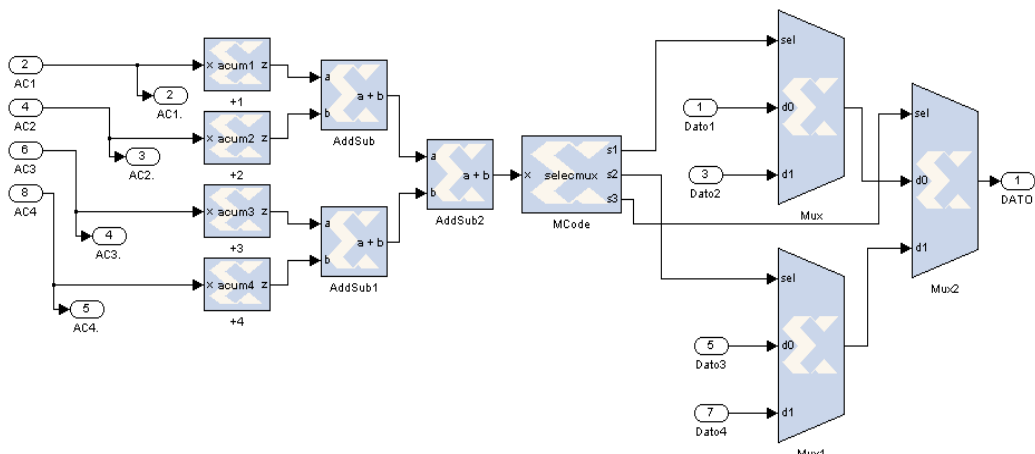 2
AC1
x acum1 z
+1
2
AC1.
4
AC2
x acum2 z
+2
3
AC2.
6
AC3
x acum3 z
+3
4
AC3.
8
AC4
x acum4 z
+4
5
AC4.
a
b
a + b
AddSub
a
b
a + b
AddSub1
a
b
a + b
AddSub2
x selecmux
s1
s2
s3
MCode
1
Dato1
3
Dato2
sel
d0
d1
Mux
5
Dato3
7
Dato4
sel
d0
d1
Mux1
sel
d0
d1
Mux2
1
DATO